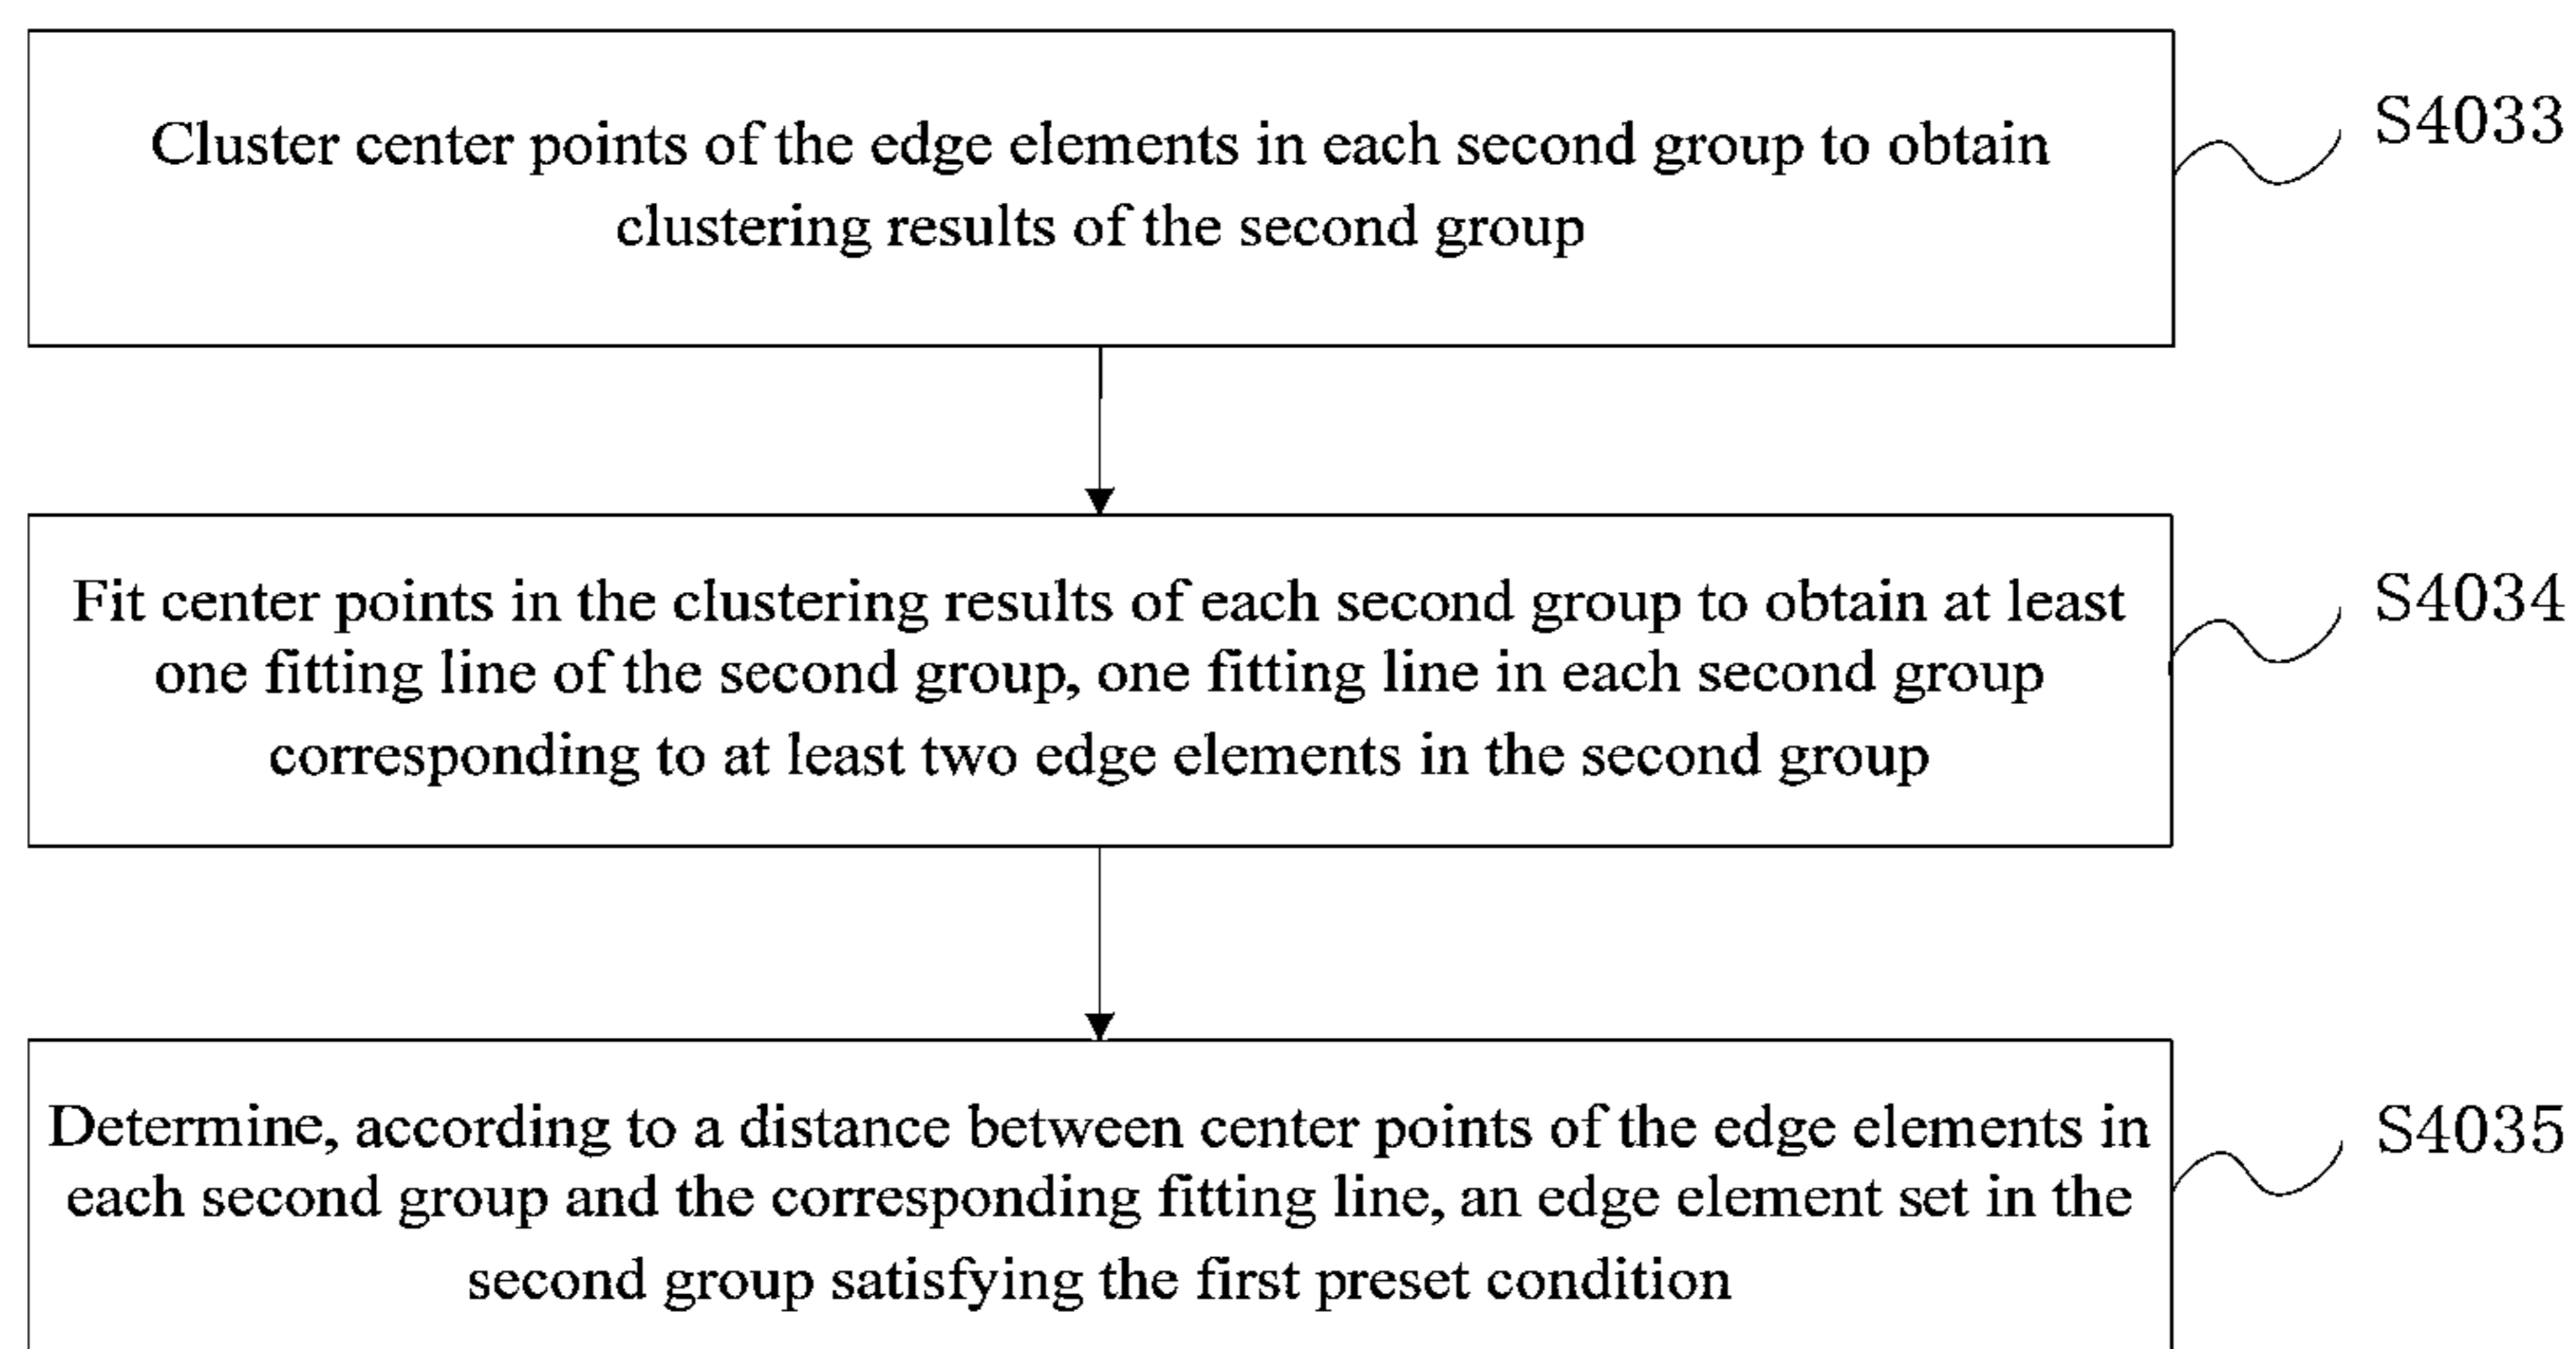 Cluster center points of the edge elements in each second group to obtain
clustering results of the second group
S4033
Fit center points in the clustering results of each second group to obtain at least
one fitting line of the second group, one fitting line in each second group
corresponding to at least two edge elements in the second group
S4034
Determine, according to a distance between center points of the edge elements in
each second group and the corresponding fitting line, an edge element set in the
second group satisfying the first preset condition
S4035